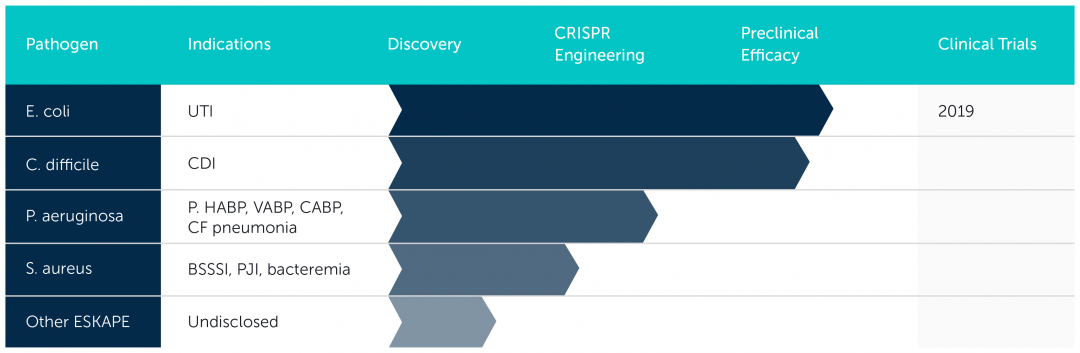 Pathogen
Indications
Discovery
CRISPR
Engineering
Preclinical
Efficacy
Clinical Trials
E. coli
UTI
2019
C. difficile
CDI
P. aeruginosa
P. HABP, VABP, CABP,
CF pneumonia
S. aureus
BSSSI, PJI, bacteremia
Other ESKAPE
Undisclosed